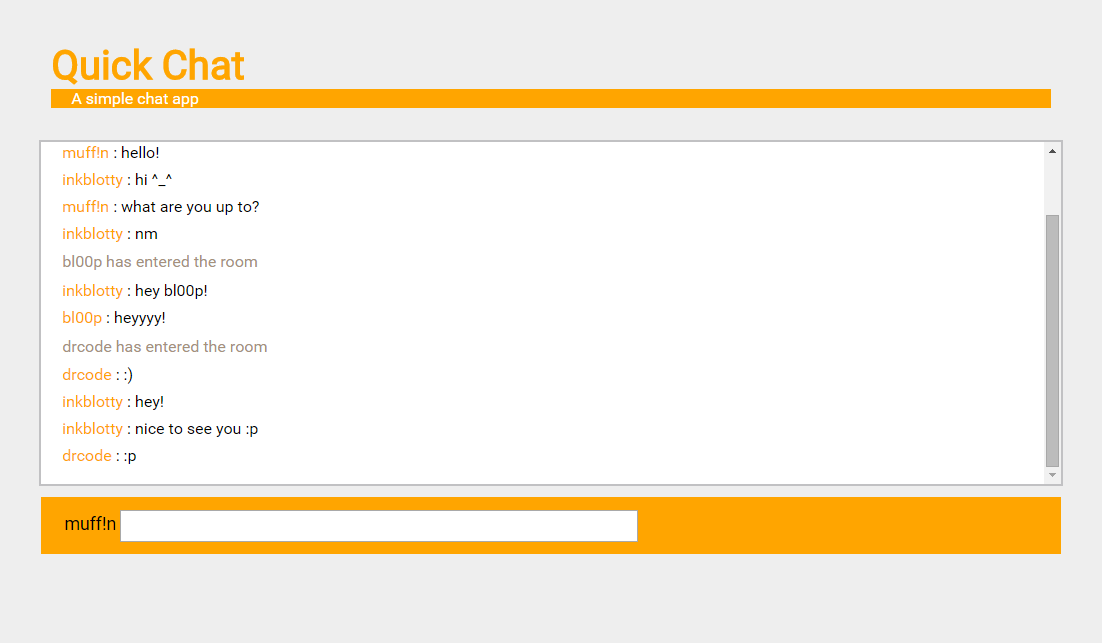 Quick Chat
A simple chat app
muff!n : hello!
inkblotty : hi ^_^
muff!n : what are you up to?
inkblotty : nm
bl00p has entered the room
inkblotty : hey bl00p!
bl00p : heyyyy!
drcode has entered the room
drcode : :)
inkblotty : hey!
inkblotty : nice to see you :p
drcode : :p
muff!n